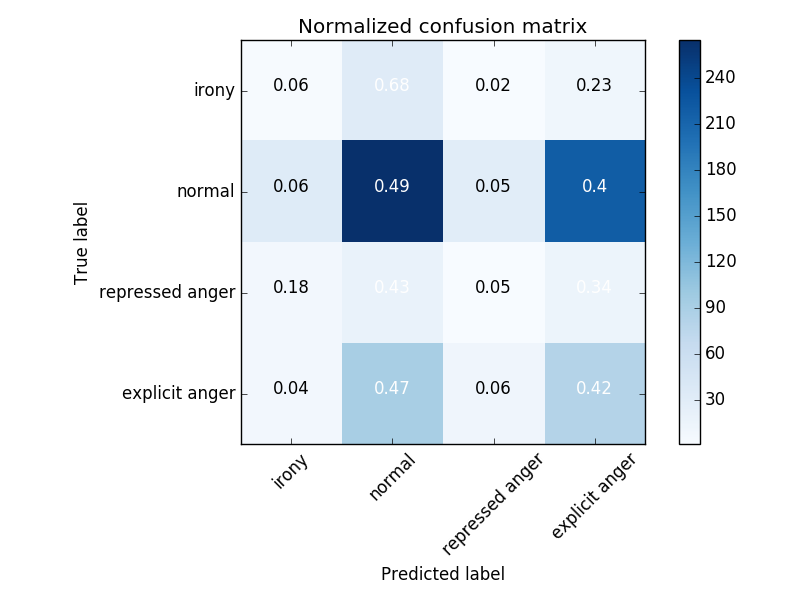 Normalized confusion matrix
irony 0.06 0.68 0.02 0.23
normal 0.06 0.49 0.05 0.4
repressed anger 0.18 0.43 0.05 0.34
explicit anger 0.04 0.47 0.06 0.42
True label
irony normal repressed anger explicit anger
Predicted label
240
210
180
150
120
90
60
30